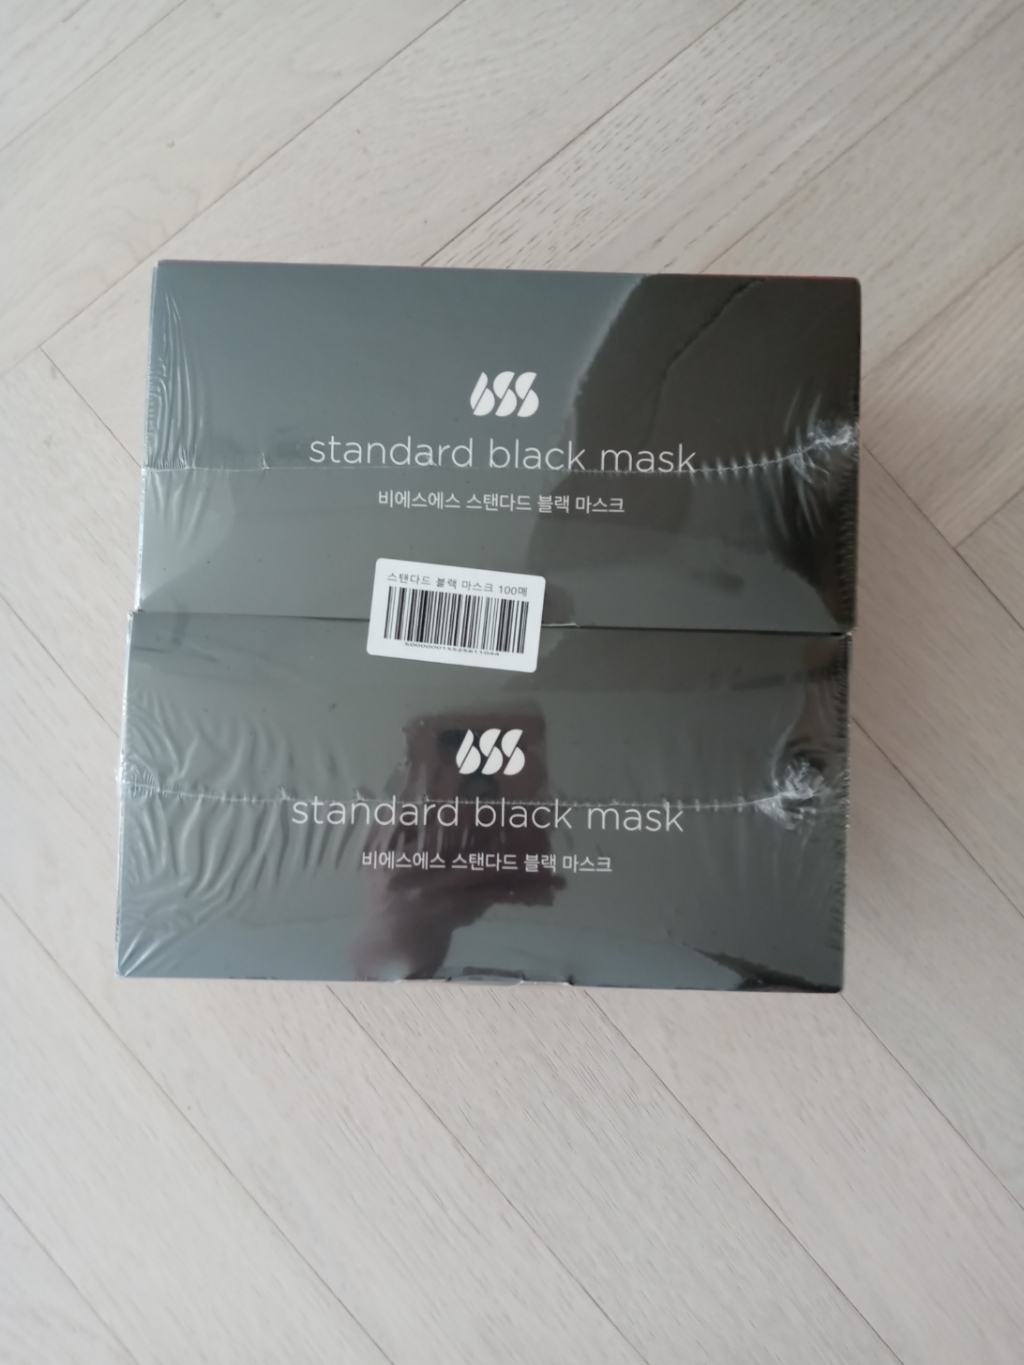 bss
standard black mask
비에스에스 스탠다드 블랙 마스크
스탠다드 블랙 마스크 100매
bss
standard black mask
비에스에스 스탠다드 블랙 마스크